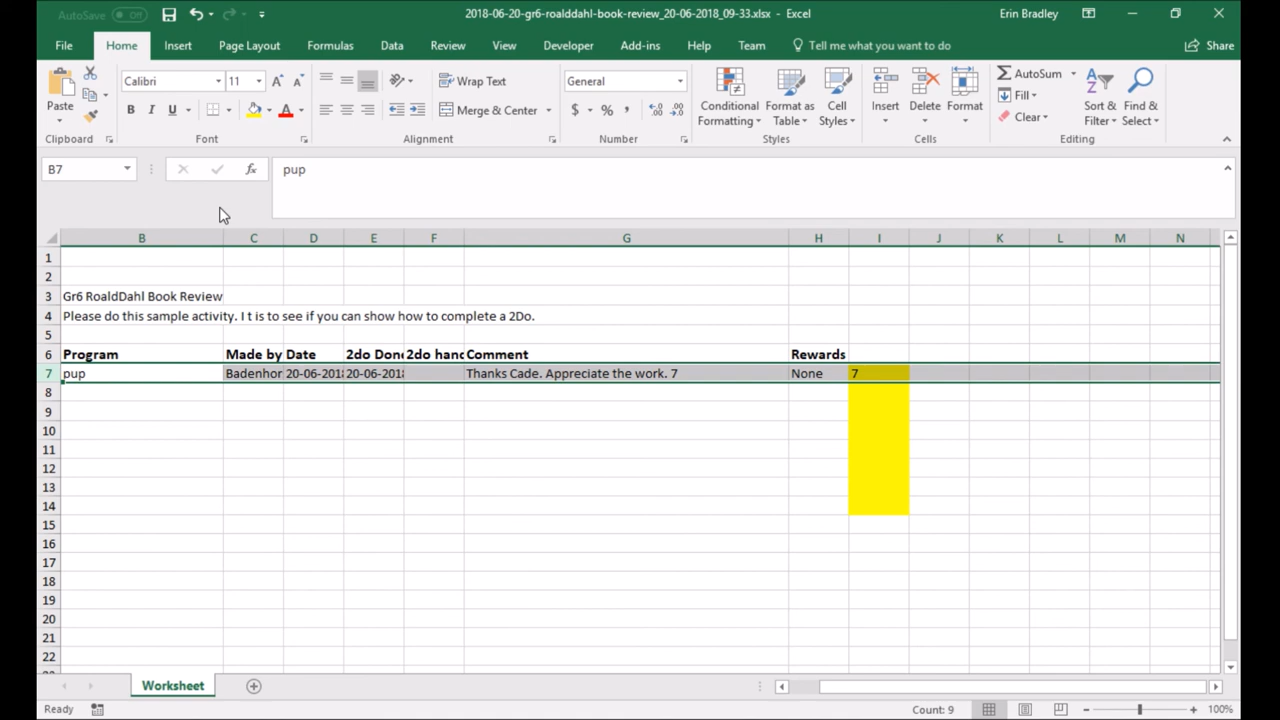 AutoSave Off 2018-06-20-gr6-roalddahl-book-review_20-06-2018_09-33.xlsx - Excel Erin Bradley
File Home Insert Page Layout Formulas Data Review View Developer Add-ins Help Team Tell me what you want to do Share
Paste Calibri 11 Wrap Text General Conditional Formatting Format as Table Cell Styles Insert Delete Format AutoSum Sort & Filter Find & Select
B I U A Merge & Center $ % , Fill
Clear
Clipboard Font Alignment Number Styles Cells Editing
B7 fx pup
B C D E F G H I J K L M N
1
2
3 Gr6 RoaldDahl Book Review
4 Please do this sample activity. I t is to see if you can show how to complete a 2Do.
5
6 Program Made by Date 2do Don 2do hand Comment Rewards
7 pup Badenhor 20-06-2018 20-06-2018 Thanks Cade. Appreciate the work. 7 None 7
8
9
10
11
12
13
14
15
16
17
18
19
20
21
22
Worksheet
Ready Count: 9 100%